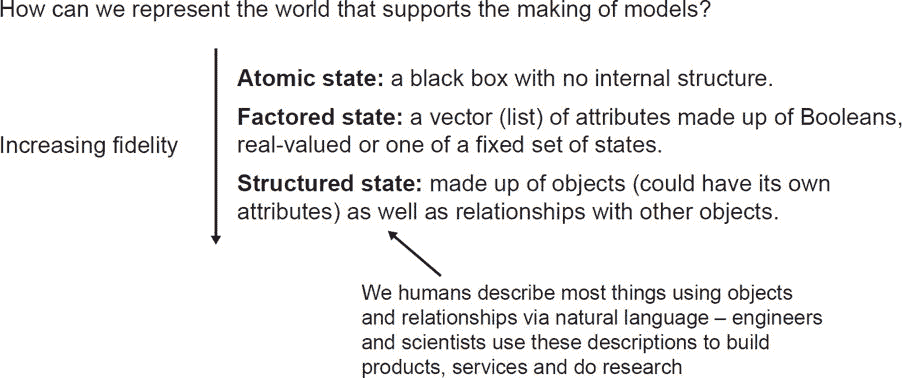 How can we represent the world that supports the making of models?
Atomic state: a black box with no internal structure.
Factored state: a vector (list) of attributes made up of Booleans,
real-valued or one of a fixed set of states.
Increasing fidelity
Structured state: made up of objects (could have its own
attributes) as well as relationships with other objects.
We humans describe most things using objects
and relationships via natural language – engineers
and scientists use these descriptions to build
products, services and do research